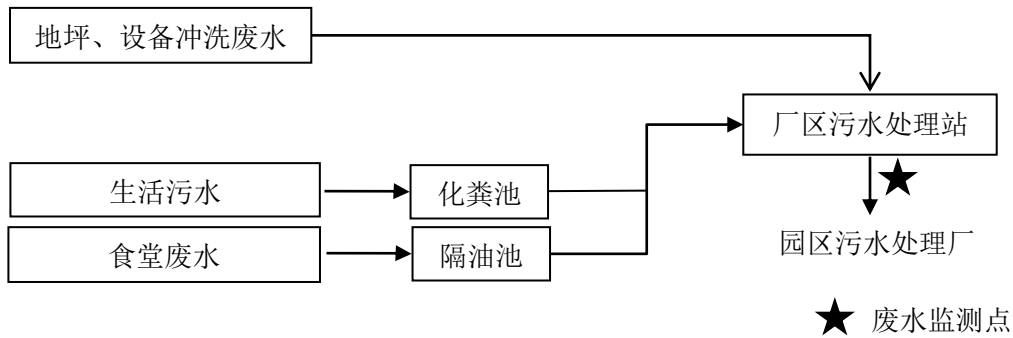 地坪、设备冲洗废水
厂区污水处理站
生活污水
化粪池
食堂废水
隔油池
园区污水处理厂
废水监测点